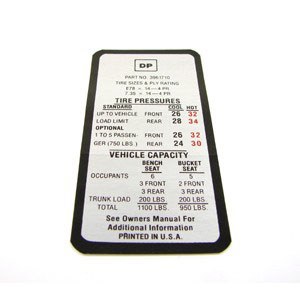 DP
PART NO. 3961710
TIRE SIZES & PLY RATING
E78 × 14—4 PR
7.35 × 14—4 PR
TIRE PRESSURES
STANDARD COOL HOT
UP TO VEHICLE FRONT 26 32
LOAD LIMIT REAR 28 34
OPTIONAL
1 TO 5 PASSEN- FRONT 26 32
GER (750 LBS) REAR 24 30
VEHICLE CAPACITY
BENCH SEAT BUCKET SEAT
OCCUPANTS 6 5
3 FRONT 2 FRONT
3 REAR 3 REAR
TRUNK LOAD 200 LBS 200 LBS
TOTAL 1100 LBS. 950 LBS.
See Owners Manual For
Additional Information
PRINTED IN U.S.A.